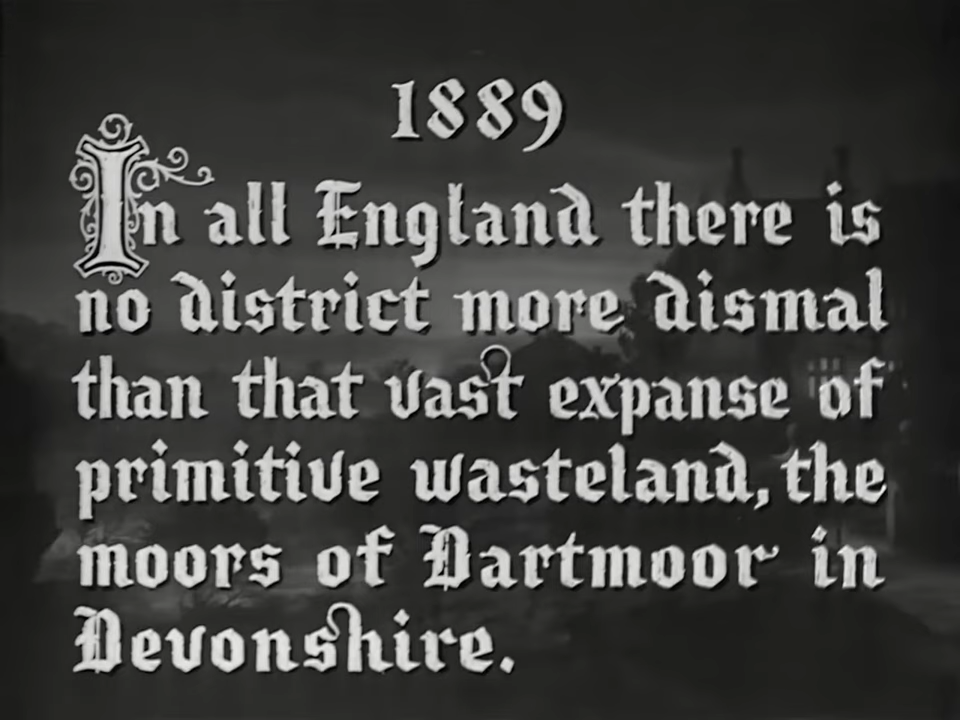 1889
In all England there is
no district more dismal
than that vast expanse of
primitive wasteland, the
moors of Dartmoor in
Devonshire.